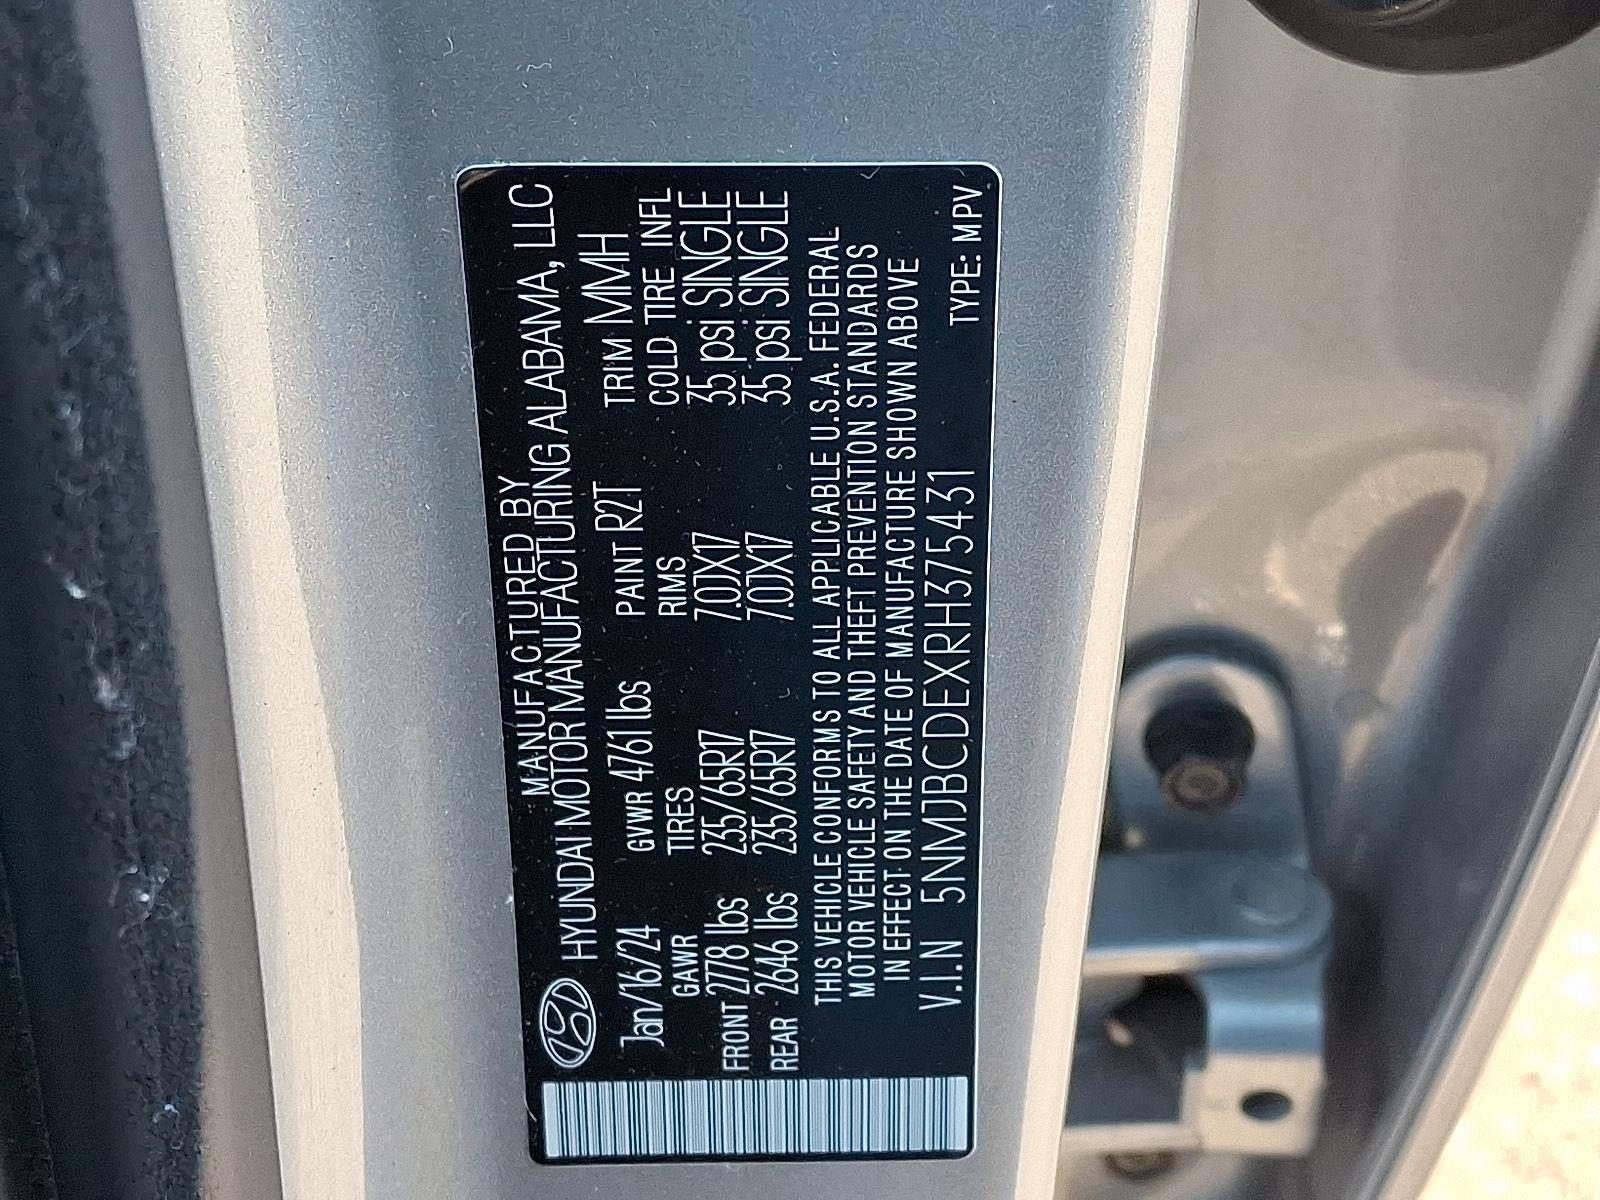 MANUFACTURED BY
HYUNDAI MOTOR MANUFACTURING ALABAMA, LLC
Jan/16/24 GVWR 4761 lbs PAINT R2T TRIM MMH
GAWR TIRES RIMS COLD TIRE INFL
FRONT 2778 lbs 235/65R17 7.0JX17 35 psi SINGLE
REAR 2646 lbs 235/65R17 7.0JX17 35 psi SINGLE
THIS VEHICLE CONFORMS TO ALL APPLICABLE U.S.A. FEDERAL
MOTOR VEHICLE SAFETY AND THEFT PREVENTION STANDARDS
IN EFFECT ON THE DATE OF MANUFACTURE SHOWN ABOVE
V.I.N 5NMJBCDEXRH375431 TYPE: MPV